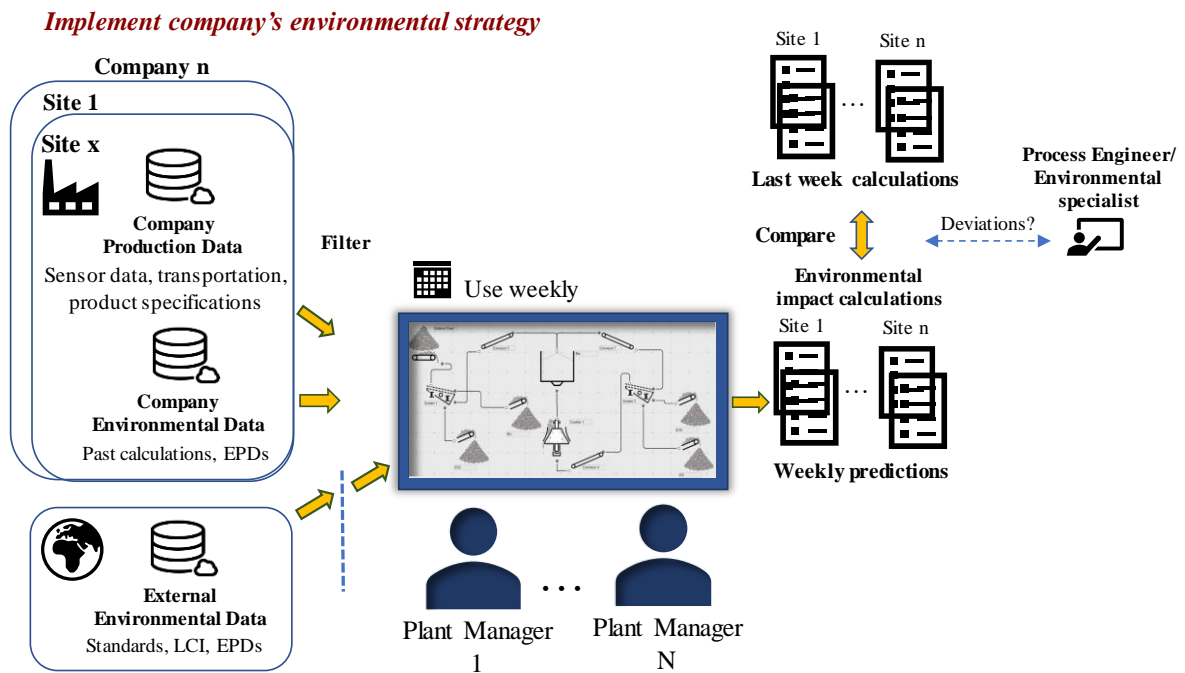 Implement company's environmental strategy
Company n
Site 1
Site x
Company
Production Data
Sensor data, transportation,
product specifications
Company
Environmental Data
Past calculations, EPDs
External
Environmental Data
Standards, LCI, EPDs
Filter
Use weekly
Plant Manager
1
...
Plant Manager
N
Site 1
Site n
...
Last week calculations
Compare
Deviations?
Process Engineer/
Environmental
specialist
Environmental
impact calculations
Site 1
Site n
...
Weekly predictions